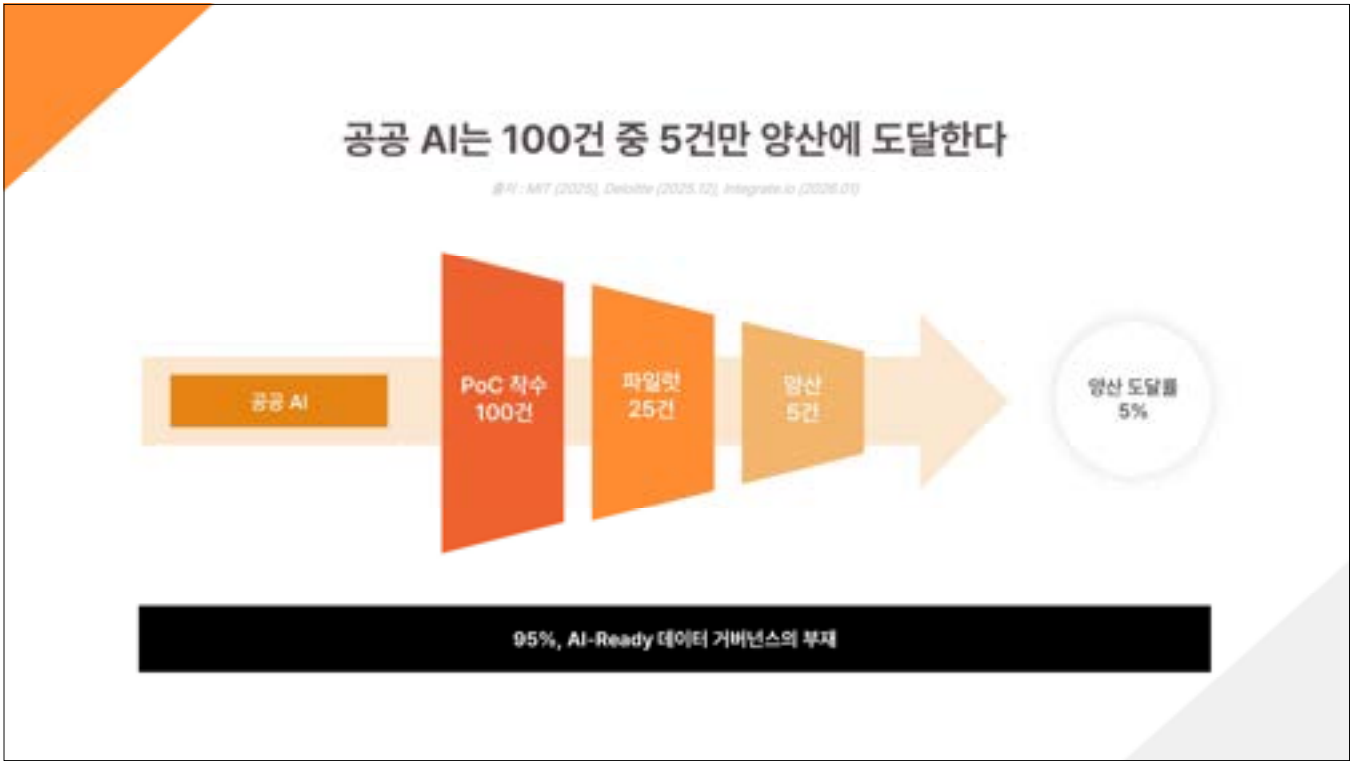 공공 AI는 100건 중 5건만 양산에 도달한다
출처 : MIT (2025), Deloitte (2025.12), Integrate.io (2026.01)
공공 AI
PoC 착수
100건
파일럿
25건
양산
5건
양산 도달률
5%
95%, AI-Ready 데이터 거버넌스의 부재